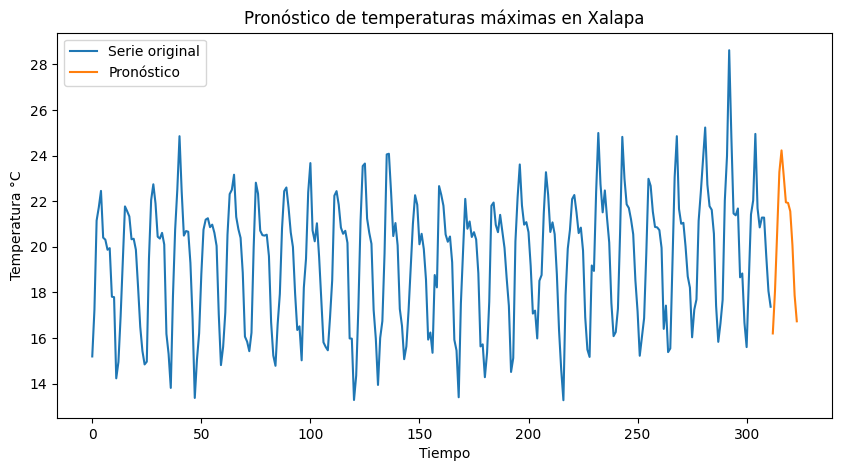 Pronóstico de temperaturas máximas en Xalapa
Serie original
Pronóstico
Temperatura °C
28
26
24
22
20
18
16
14
0 50 100 150 200 250 300
Tiempo